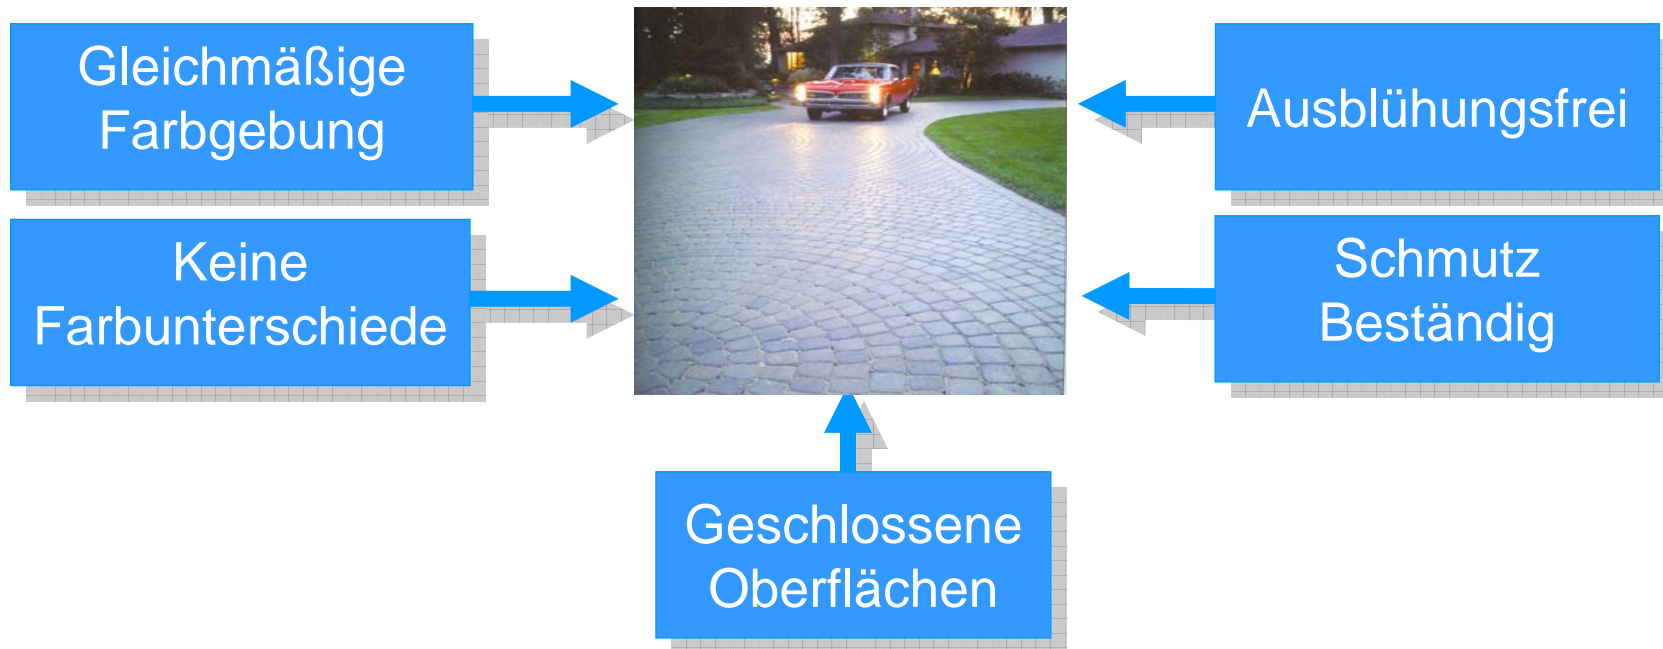 Gleichmäßige
Farbgebung
Keine
Farbunterschiede
Ausblühungsfrei
Schmutz
Beständig
Geschlossene
Oberflächen